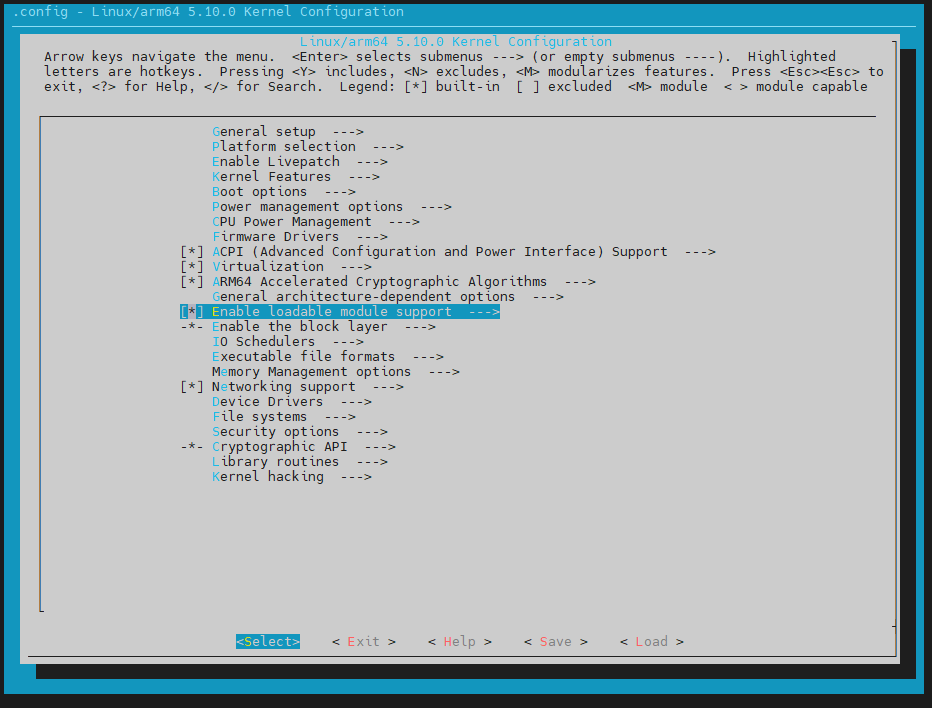 .config - Linux/arm64 5.10.0 Kernel Configuration
Linux/arm64 5.10.0 Kernel Configuration
Arrow keys navigate the menu.  <Enter> selects submenus ---> (or empty submenus ----).  Highlighted
letters are hotkeys.  Pressing <Y> includes, <N> excludes, <M> modularizes features.  Press <Esc><Esc> to
exit, <?> for Help, </> for Search.  Legend: [*] built-in  [ ] excluded  <M> module  < > module capable
General setup  --->
Platform selection  --->
Enable Livepatch  --->
Kernel Features  --->
Boot options  --->
Power management options  --->
CPU Power Management  --->
Firmware Drivers  --->
[*] ACPI (Advanced Configuration and Power Interface) Support  --->
[*] Virtualization  --->
[*] ARM64 Accelerated Cryptographic Algorithms  --->
General architecture-dependent options  --->
[*] Enable loadable module support  --->
-*- Enable the block layer  --->
IO Schedulers  --->
Executable file formats  --->
Memory Management options  --->
[*] Networking support  --->
Device Drivers  --->
File systems  --->
Security options  --->
-*- Cryptographic API  --->
Library routines  --->
Kernel hacking  --->
<Select>    < Exit >    < Help >    < Save >    < Load >